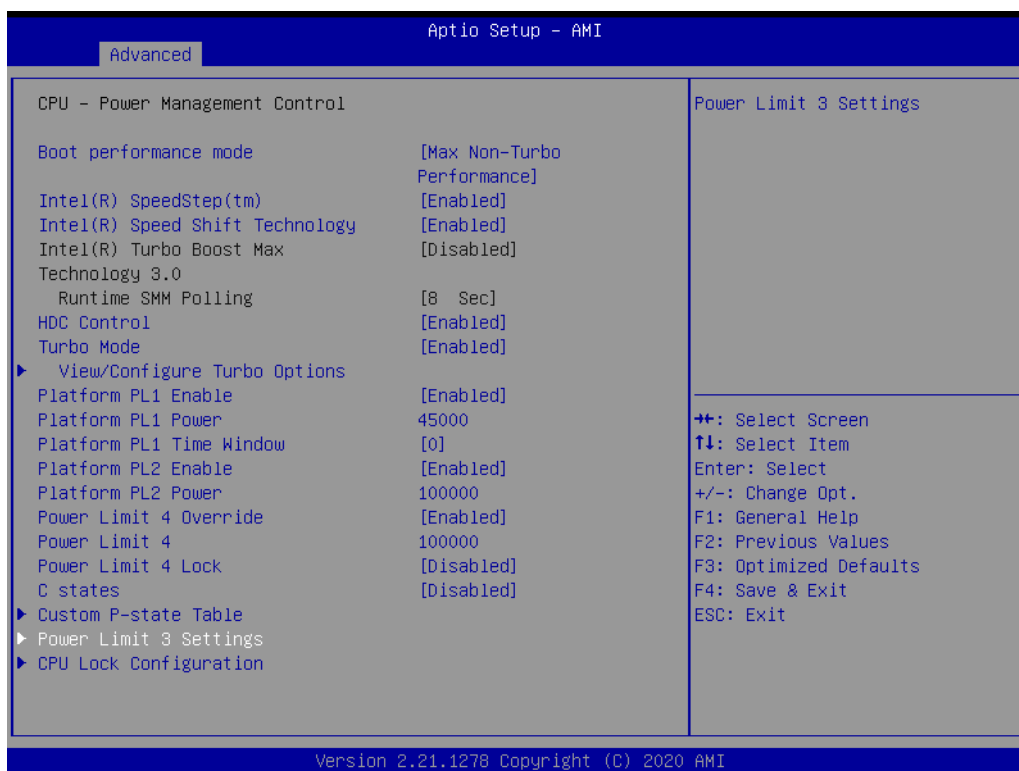 Aptio Setup – AMI
Advanced
CPU – Power Management Control
Boot performance mode [Max Non-Turbo
Performance]
Intel(R) SpeedStep(tm) [Enabled]
Intel(R) Speed Shift Technology [Enabled]
Intel(R) Turbo Boost Max [Disabled]
Technology 3.0
Runtime SMM Polling [8 Sec]
HDC Control [Enabled]
Turbo Mode [Enabled]
▶ View/Configure Turbo Options
Platform PL1 Enable [Enabled]
Platform PL1 Power 45000
Platform PL1 Time Window [0]
Platform PL2 Enable [Enabled]
Platform PL2 Power 100000
Power Limit 4 Override [Enabled]
Power Limit 4 100000
Power Limit 4 Lock [Disabled]
C states [Disabled]
▶ Custom P-state Table
▶ Power Limit 3 Settings
▶ CPU Lock Configuration
Power Limit 3 Settings
→←: Select Screen
↑↓: Select Item
Enter: Select
+/-: Change Opt.
F1: General Help
F2: Previous Values
F3: Optimized Defaults
F4: Save & Exit
ESC: Exit
Version 2.21.1278 Copyright (C) 2020 AMI